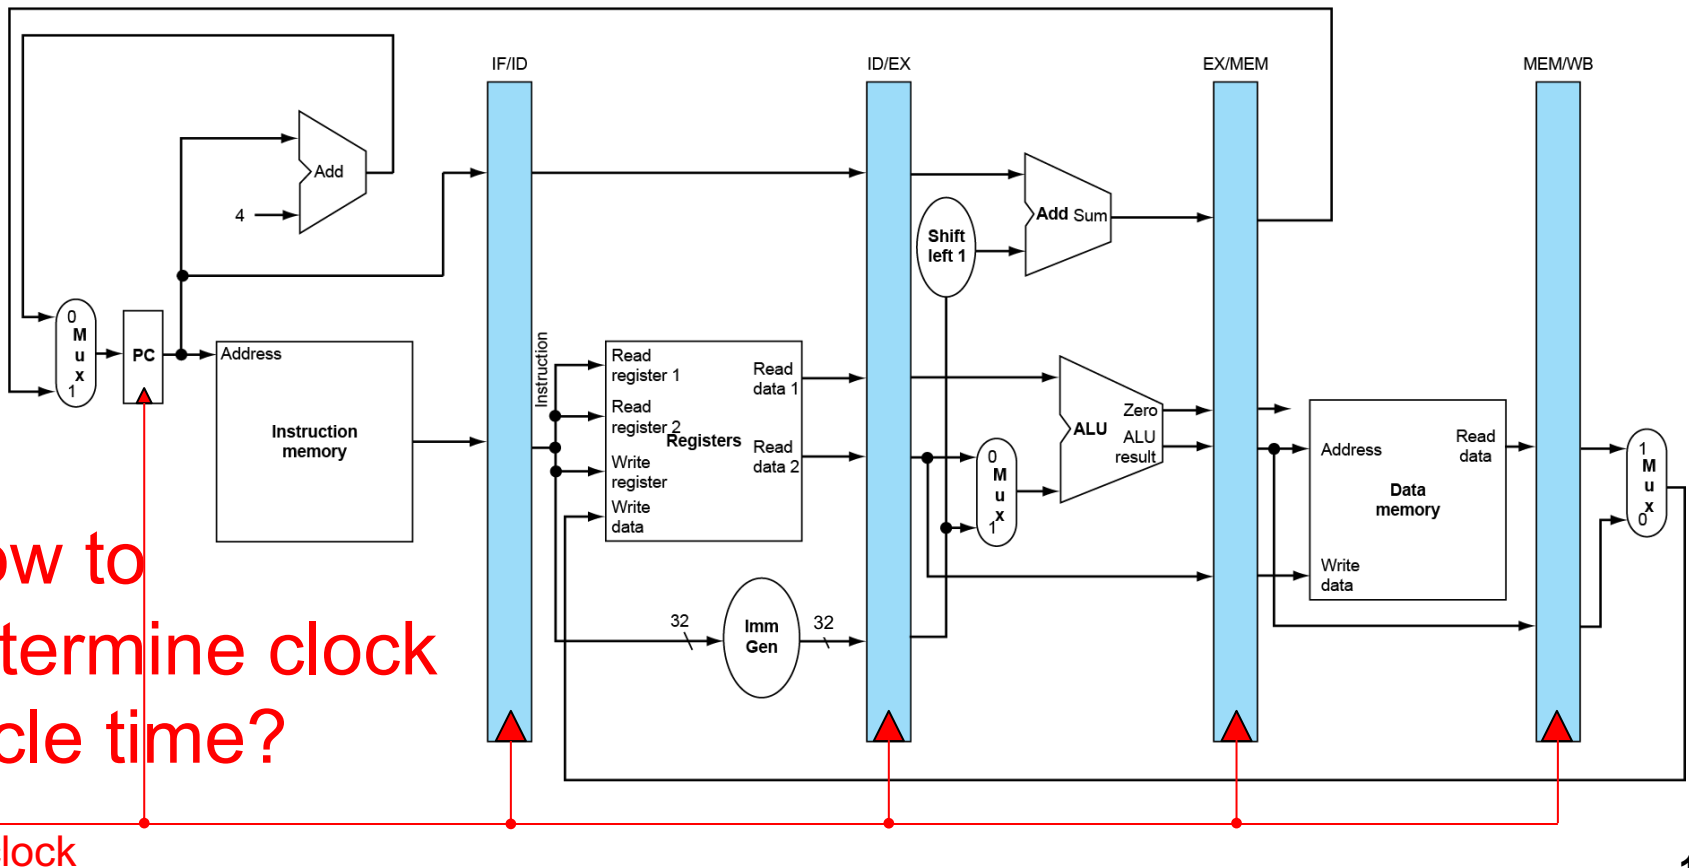 IF/ID
ID/EX
EX/MEM
MEM/WB
Add
4
Add Sum
Shift
left 1
0
M
u
x
1
PC
Address
Instruction
memory
Instruction
Read
register 1
Read
register 2
Registers
Write
register
Write
data
Read
data 1
Read
data 2
0
M
u
x
1
Zero
ALU
ALU
result
Address
Read
data
Data
memory
Write
data
1
M
u
x
0
32
Imm
Gen
32
ow to
termine clock
cle time?
clock